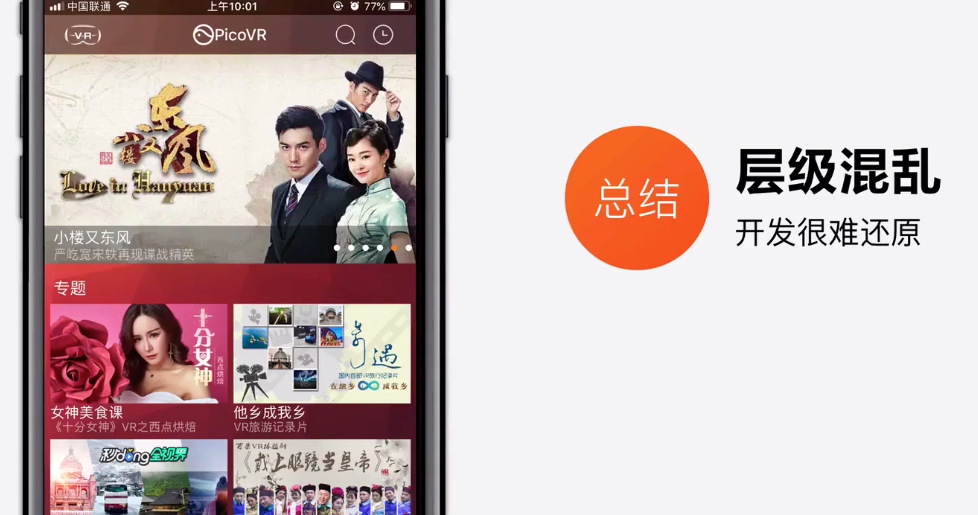 中国联通
上午10:01
77%
VR
PicoVR
小楼又东风
Love in Hanyuan
小楼又东风
严屹宽宋轶再现谍战精英
专题
十分女神
西点烘焙
奇遇
国内首部VR旅行纪录片
在他乡
成我乡
女神美食课
《十分女神》VR之西点烘焙
他乡成我乡
VR旅游记录片
秒dong全视界
《戴上眼镜当皇帝》
总结
层级混乱
开发很难还原